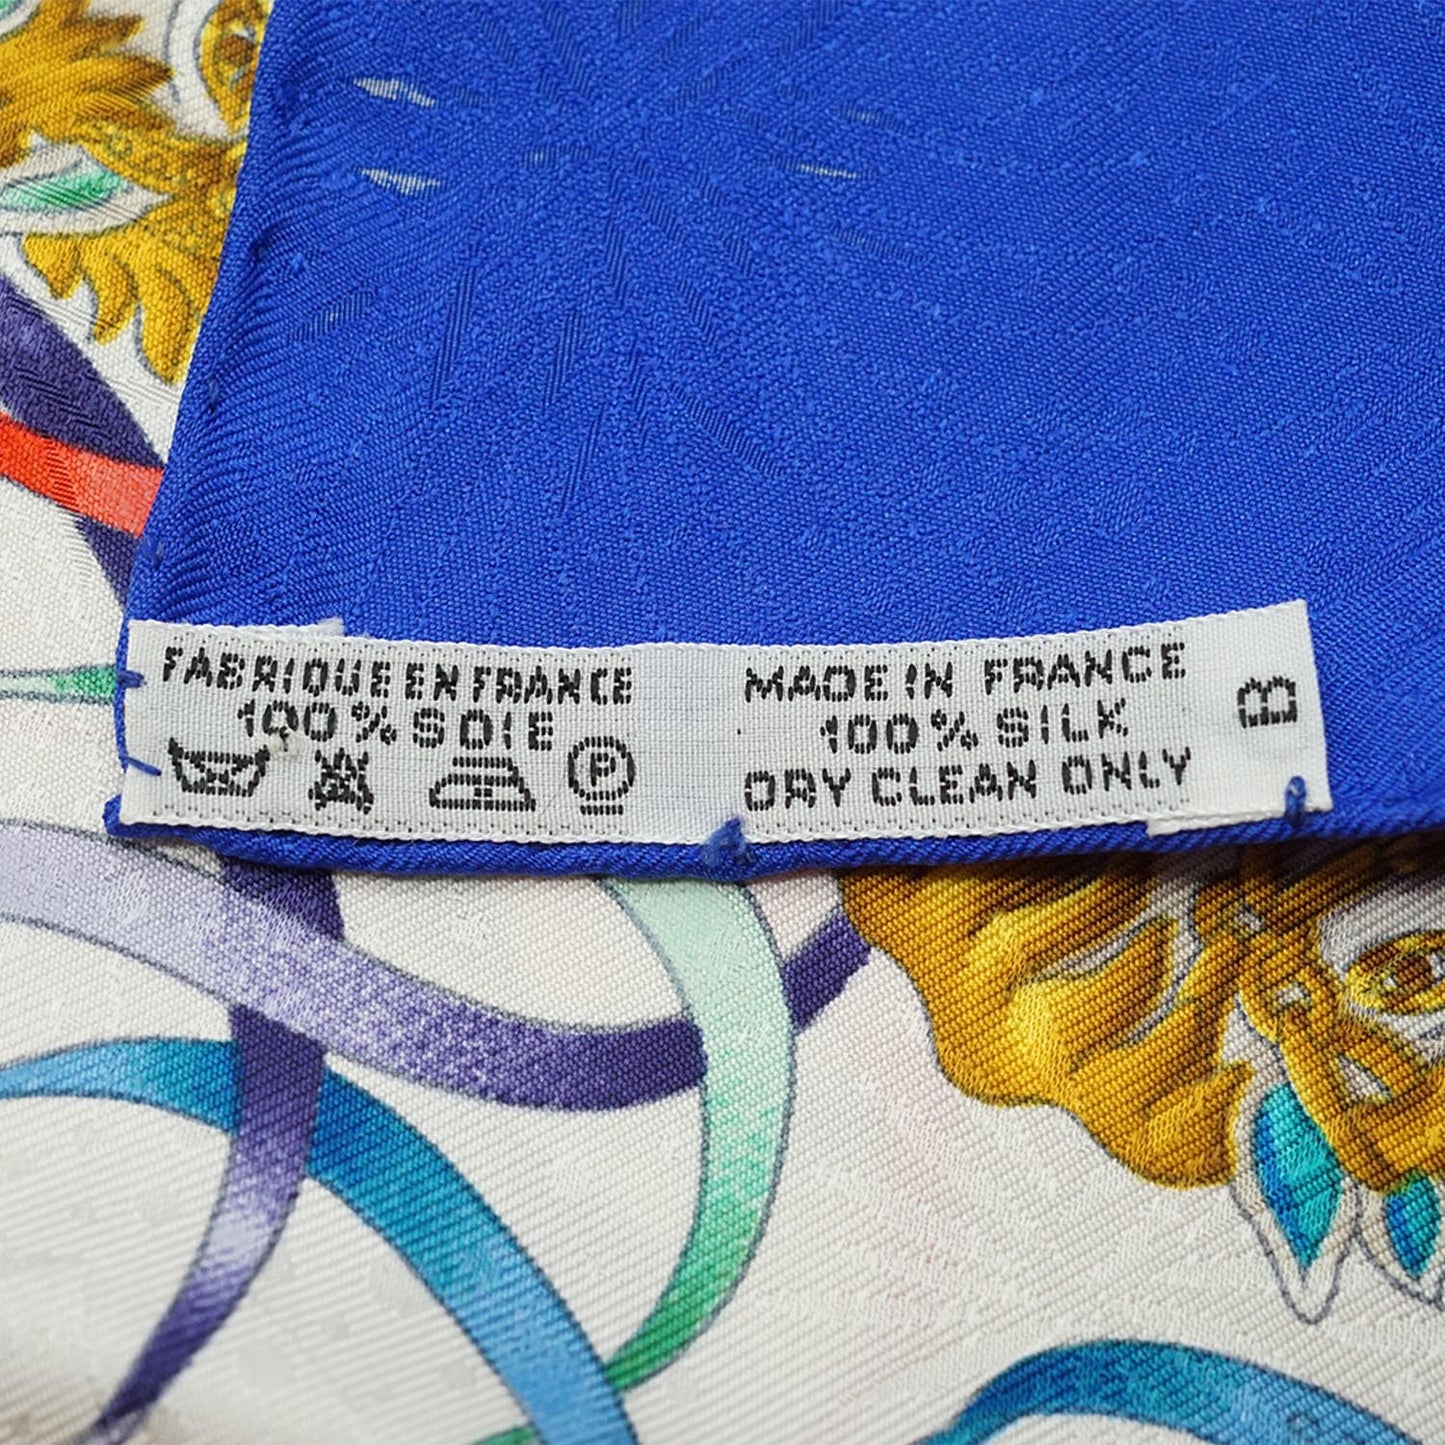 FABRIQUE EN FRANCE
100% SOIE
P
MADE IN FRANCE
100% SILK
DRY CLEAN ONLY
B